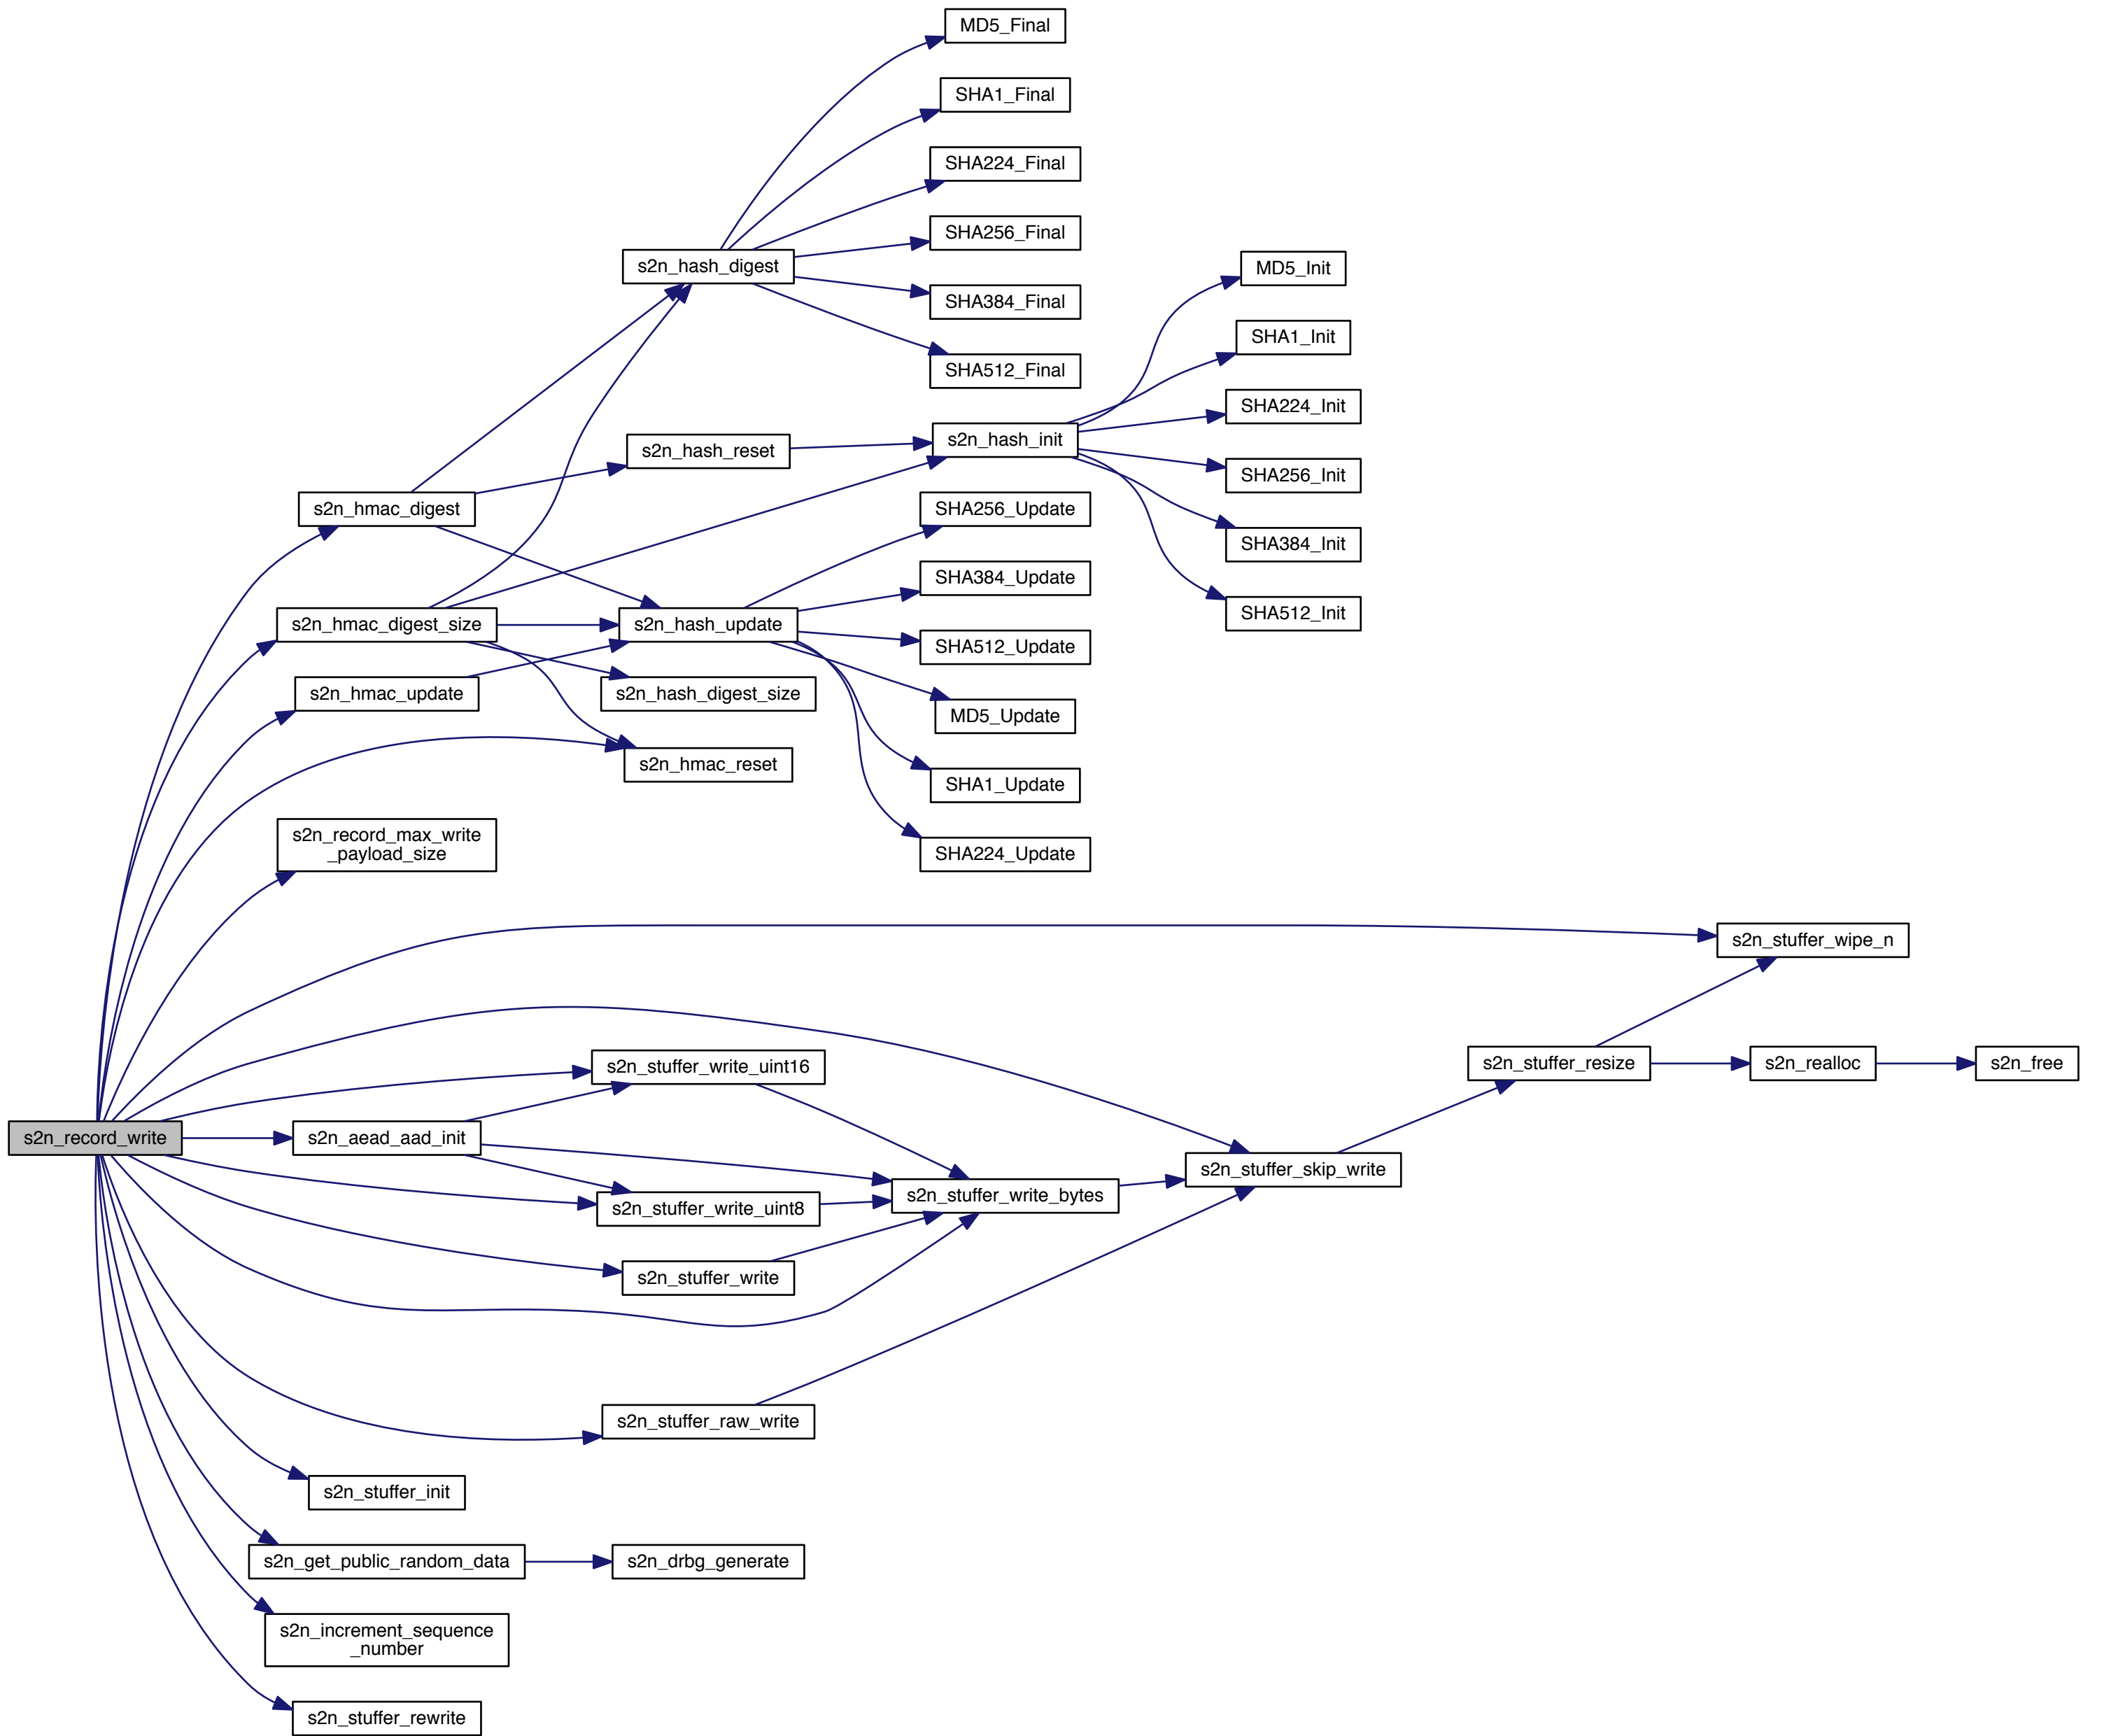 MD5_Final
SHA1_Final
SHA224_Final
SHA256_Final
s2n_hash_digest
MD5_Init
SHA384_Final
SHA1_Init
SHA512_Final
SHA224_Init
s2n_hash_init
s2n_hash_reset
SHA256_Init
s2n_hmac_digest
SHA256_Update
SHA384_Init
SHA384_Update
SHA512_Init
s2n_hmac_digest_size
s2n_hash_update
SHA512_Update
s2n_hmac_update
s2n_hash_digest_size
MD5_Update
s2n_hmac_reset
SHA1_Update
s2n_record_max_write
_payload_size
SHA224_Update
s2n_stuffer_wipe_n
s2n_stuffer_write_uint16
s2n_stuffer_resize
s2n_realloc
s2n_free
s2n_record_write
s2n_aead_aad_init
s2n_stuffer_skip_write
s2n_stuffer_write_bytes
s2n_stuffer_write_uint8
s2n_stuffer_write
s2n_stuffer_raw_write
s2n_stuffer_init
s2n_get_public_random_data
s2n_drbg_generate
s2n_increment_sequence
_number
s2n_stuffer_rewrite